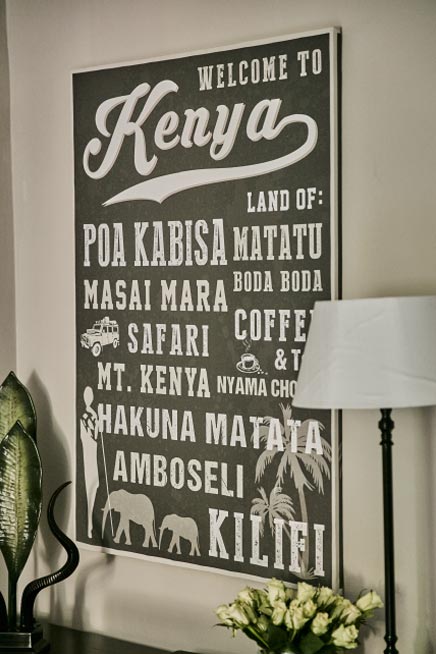 WELCOME TO
Kenya
LAND OF:
POA KABISA MATATU
BODA BODA
MASAI MARA
COFFEE
SAFARI
&
MT. KENYA NYAMA
HAKUNA MATATA
AMBOSELI
KILIFI